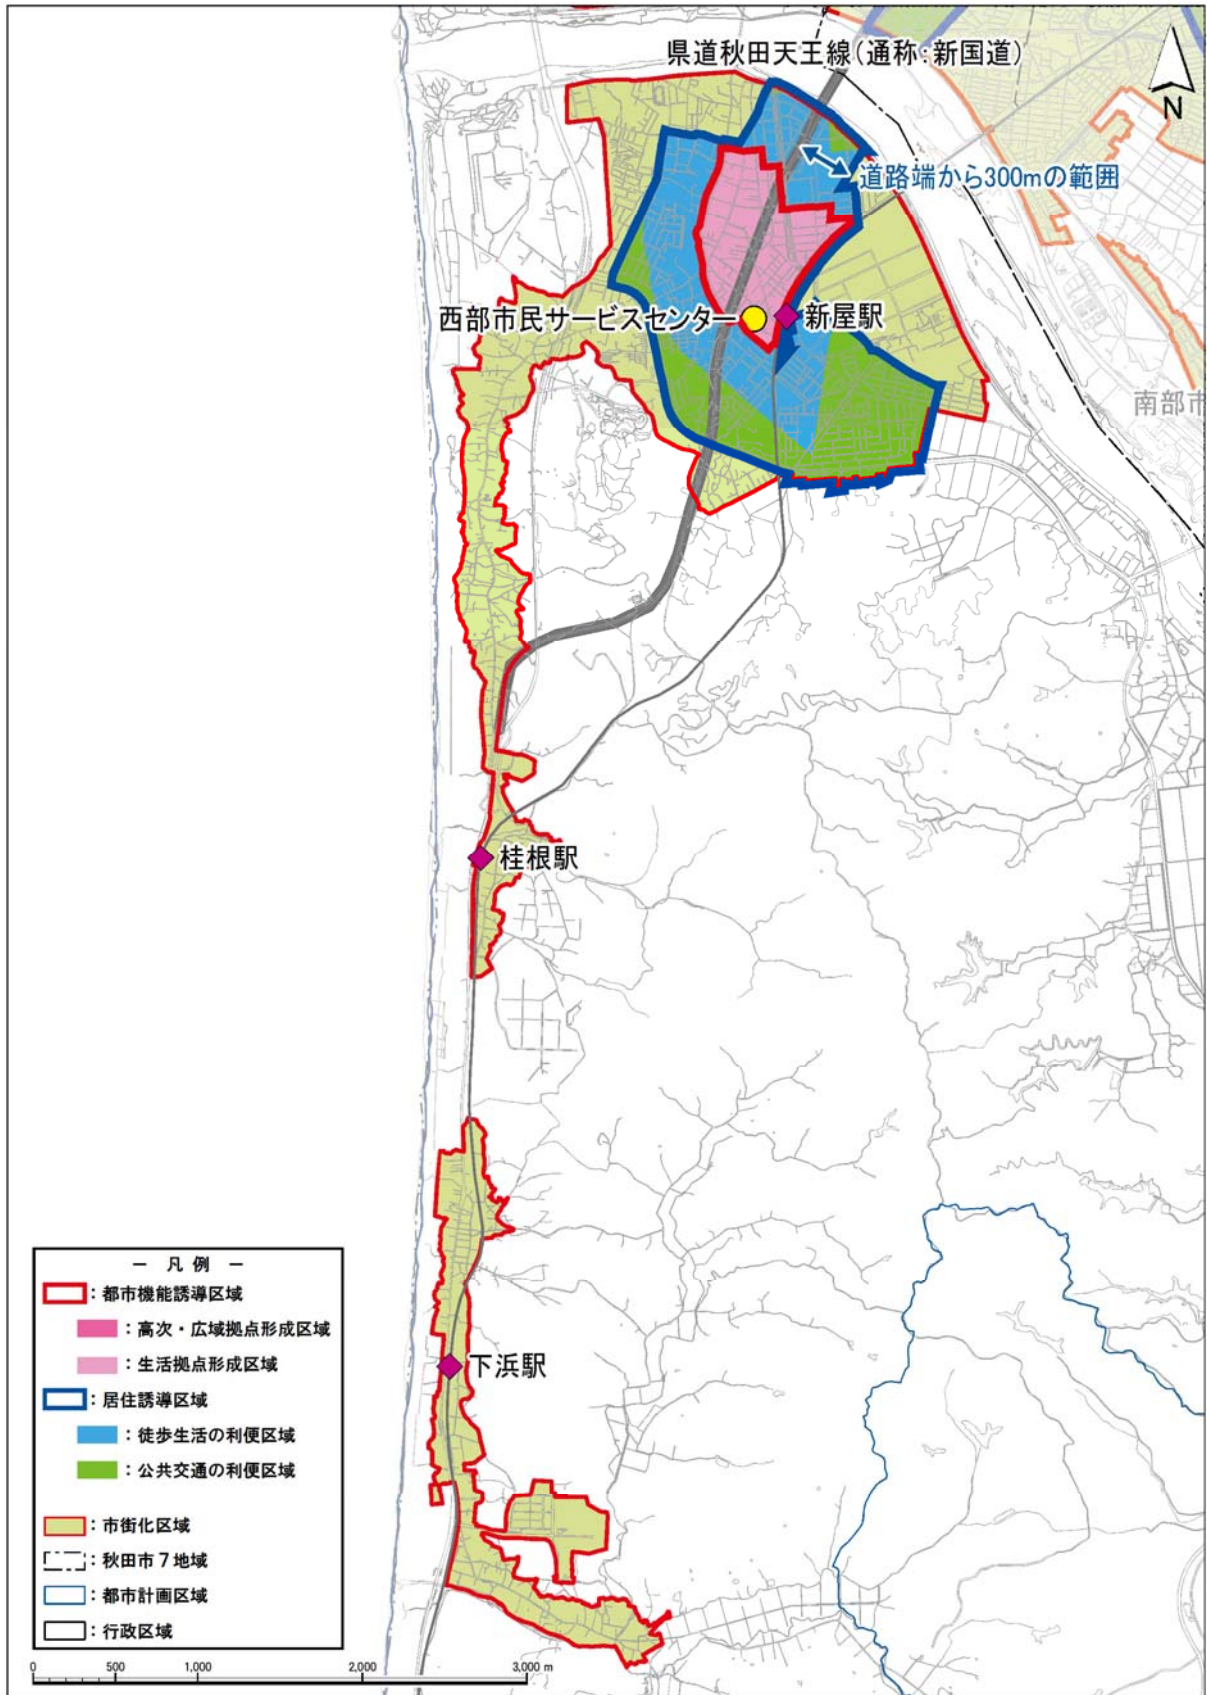 県道秋田天王線(通称:新国道)
N
道路端から300mの範囲
西部市民サービスセンター
新屋駅
南部市
桂根駅
下浜駅
― 凡 例 ―
：都市機能誘導区域
：高次・広域拠点形成区域
：生活拠点形成区域
：居住誘導区域
：徒歩生活の利便区域
：公共交通の利便区域
：市街化区域
：秋田市７地域
：都市計画区域
：行政区域
0 500 1,000 2,000 3,000 m